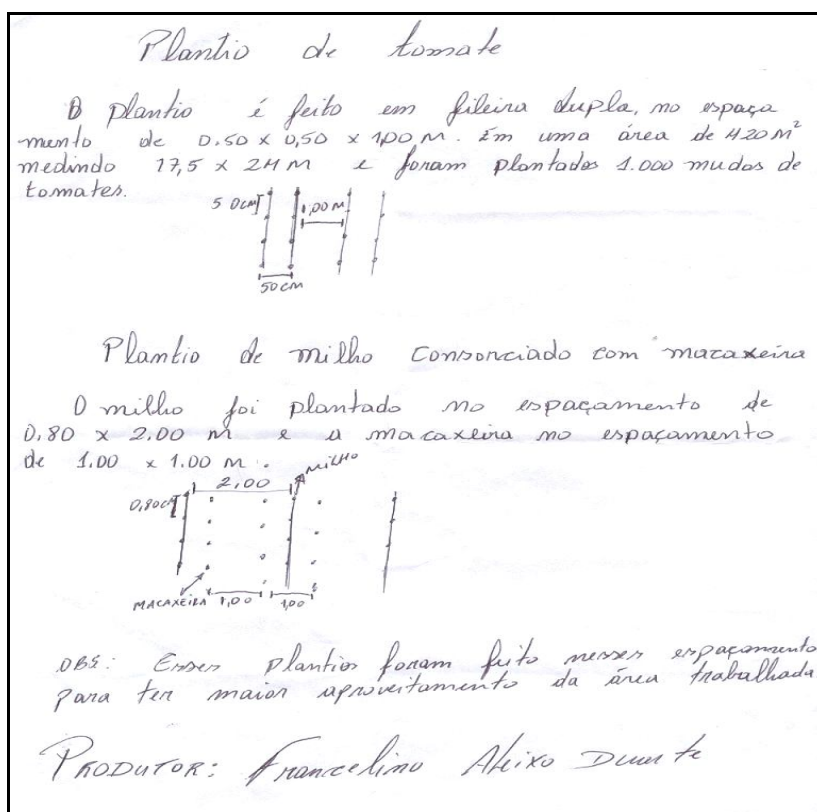 Plantio de tomate
O plantio é feito em fileira dupla, no espaça
mento de 0.50 x 0,50 x 1,00 M. Em uma área de 420 M²
medindo 17,5 x 24 M e foram plantados 1.000 mudas de
tomates.
50cm 1,00 M
50 cm
Plantio de milho consorciado com macaxeira
O milho foi plantado no espaçamento de
0.80 x 2.00 m e a macaxeira no espaçamento
de 1.00 x 1.00 m.
MILHO
2,00
0,80cm
MACAXEIRA 1,00 1,00
OBS: Esses plantios foram feito nesses espaçamento
para ter maior aproveitamento da área trabalhada
PRODUTOR: Francelino Aleixo Duarte